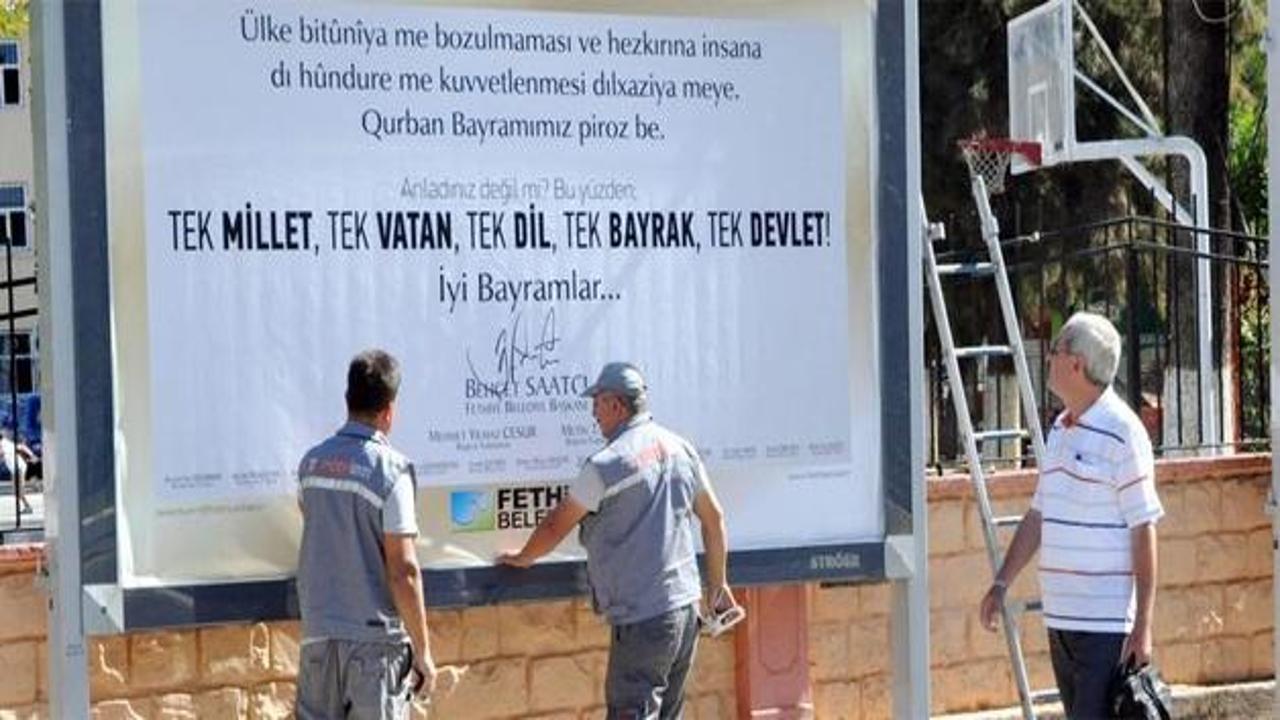 Ülke bitûnîya me bozulmaması ve hezkırına insana
dı hûndure me kuvvetlenmesi dılxaziya meye.
Qurban Bayramımız piroz be.
Anladınız değil mi? Bu yüzden;
TEK MİLLET, TEK VATAN, TEK DİL, TEK BAYRAK, TEK DEVLET!
İyi Bayramlar...
BEHÇET SAATCI
FETHİYE BELEDİYE BAŞKANI
MEHMET YILMAZ CESUR
FETHİ
BELE
STRÖER